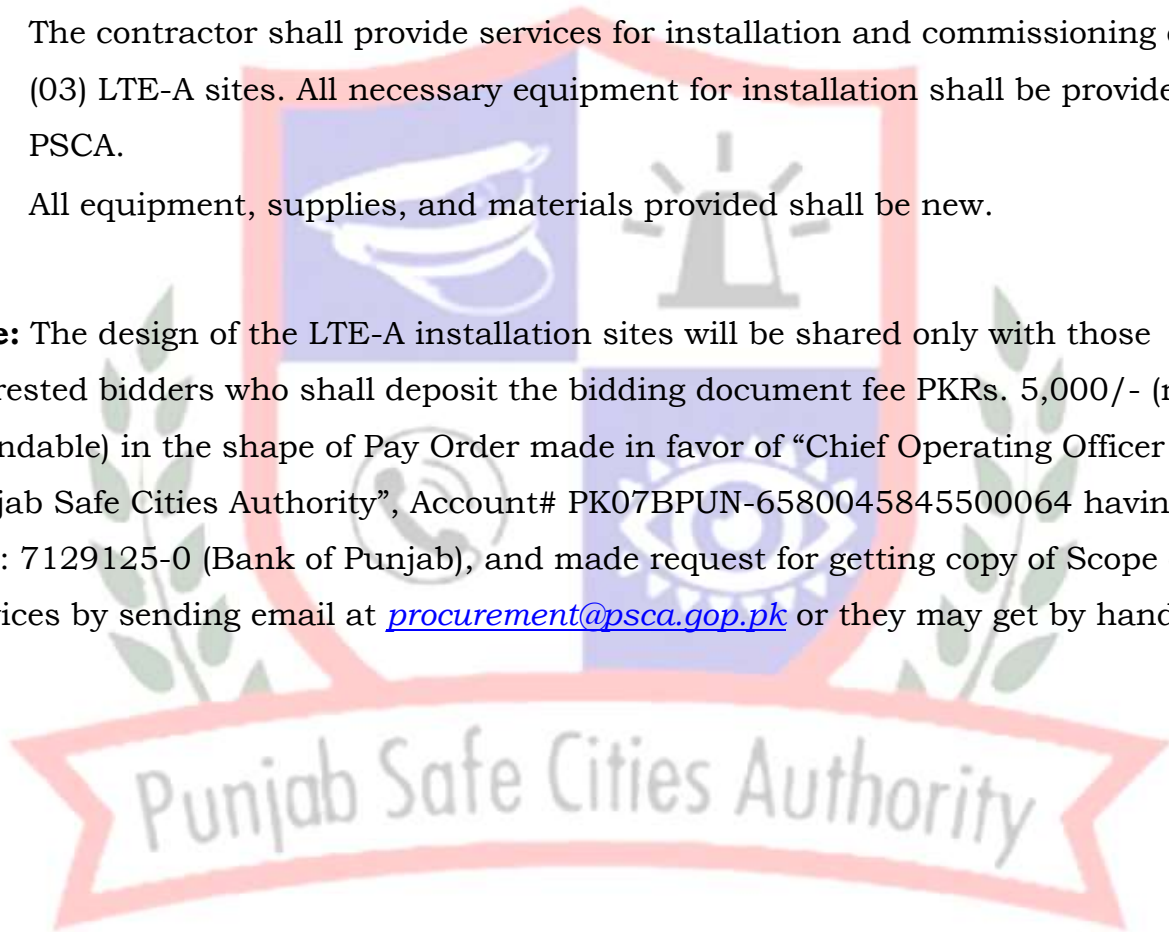 The contractor shall provide services for installation and commissioning
(03) LTE-A sites. All necessary equipment for installation shall be provide
PSCA.
All equipment, supplies, and materials provided shall be new.
e: The design of the LTE-A installation sites will be shared only with those
rested bidders who shall deposit the bidding document fee PKRs. 5,000/- (
ndable) in the shape of Pay Order made in favor of “Chief Operating Officer
jab Safe Cities Authority”, Account# PK07BPUN-6580045845500064 havin
: 7129125-0 (Bank of Punjab), and made request for getting copy of Scope
vices by sending email at procurement@psca.gop.pk or they may get by hand
Punjab Safe Cities Authority